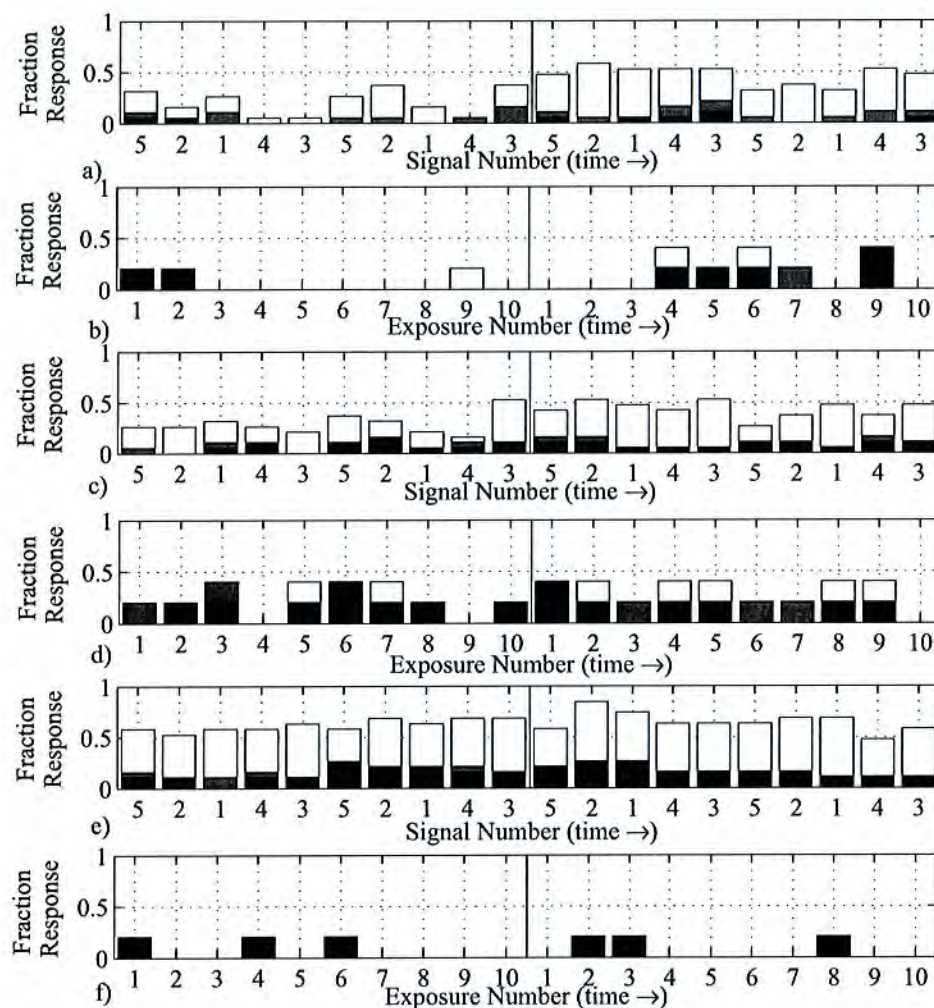 1
Fraction Response
0.5
0
5 2 1 4 3 5 2 1 4 3 5 2 1 4 3 5 2 1 4 3
a) Signal Number (time →)
1
Fraction Response
0.5
0
1 2 3 4 5 6 7 8 9 10 1 2 3 4 5 6 7 8 9 10
b) Exposure Number (time →)
1
Fraction Response
0.5
0
5 2 1 4 3 5 2 1 4 3 5 2 1 4 3 5 2 1 4 3
c) Signal Number (time →)
1
Fraction Response
0.5
0
1 2 3 4 5 6 7 8 9 10 1 2 3 4 5 6 7 8 9 10
d) Exposure Number (time →)
1
Fraction Response
0.5
0
5 2 1 4 3 5 2 1 4 3 5 2 1 4 3 5 2 1 4 3
e) Signal Number (time →)
1
Fraction Response
0.5
0
1 2 3 4 5 6 7 8 9 10 1 2 3 4 5 6 7 8 9 10
f) Exposure Number (time →)